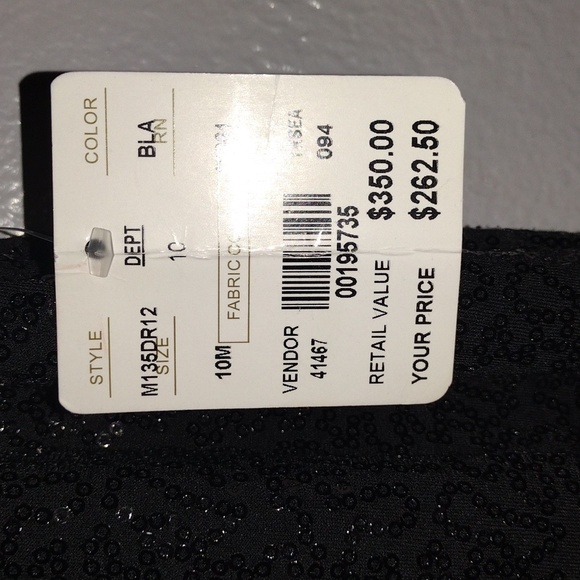 STYLE COLOR
M135DR12 DEPT BLA
SIZE 10 RN
10M
FABRIC
VENDOR
41467 094
00195735
RETAIL VALUE $350.00
YOUR PRICE $262.50